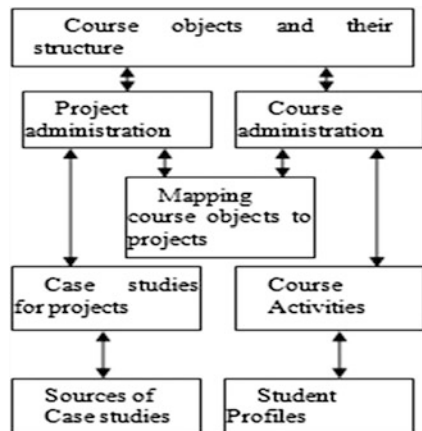 Course objects and their
structure
Project
administration
Course
administration
Mapping
course objects to
projects
Case studies
for projects
Course
Activities
Sources of
Case studies
Student
Profiles